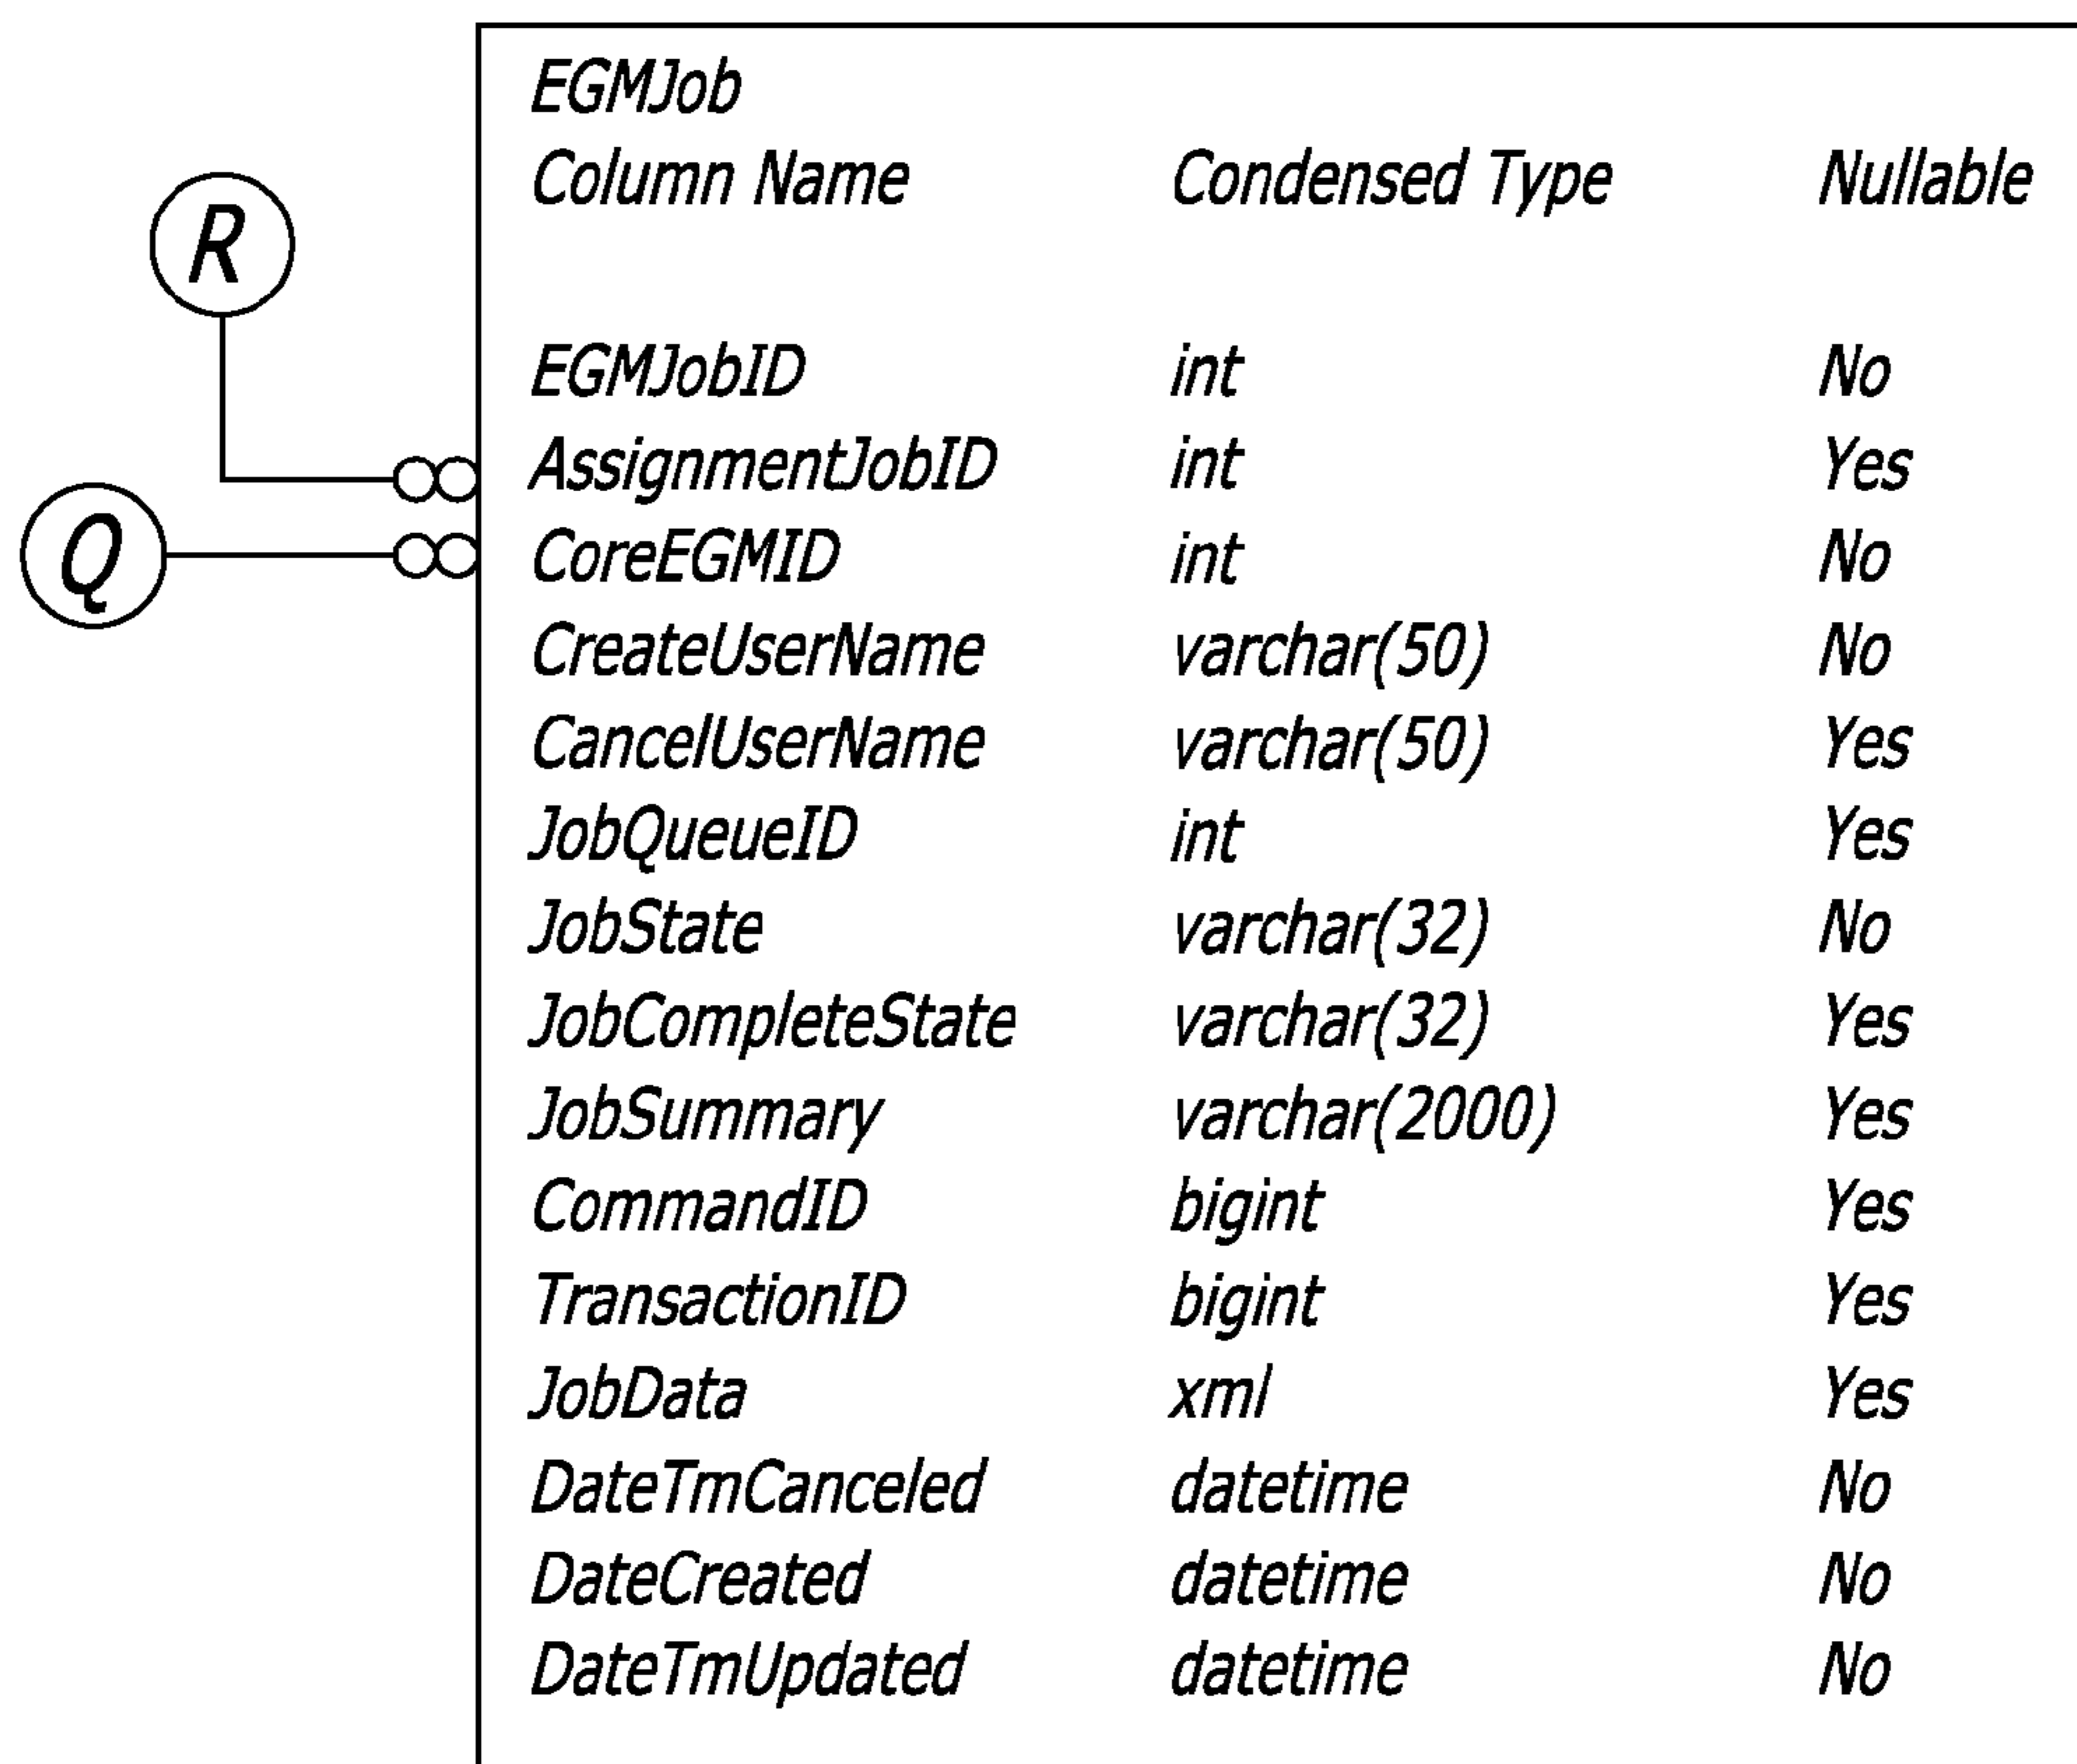 EGMJob
Column Name Condensed Type Nullable
R
EGMJobID int No
AssignmentJobID int Yes
Q
CoreEGMID int No
CreateUserName varchar(50) No
CancelUserName varchar(50) Yes
JobQueueID int Yes
JobState varchar(32) No
JobCompleteState varchar(32) Yes
JobSummary varchar(2000) Yes
CommandID bigint Yes
TransactionID bigint Yes
JobData xml Yes
DateTmCanceled datetime No
DateCreated datetime No
DateTmUpdated datetime No